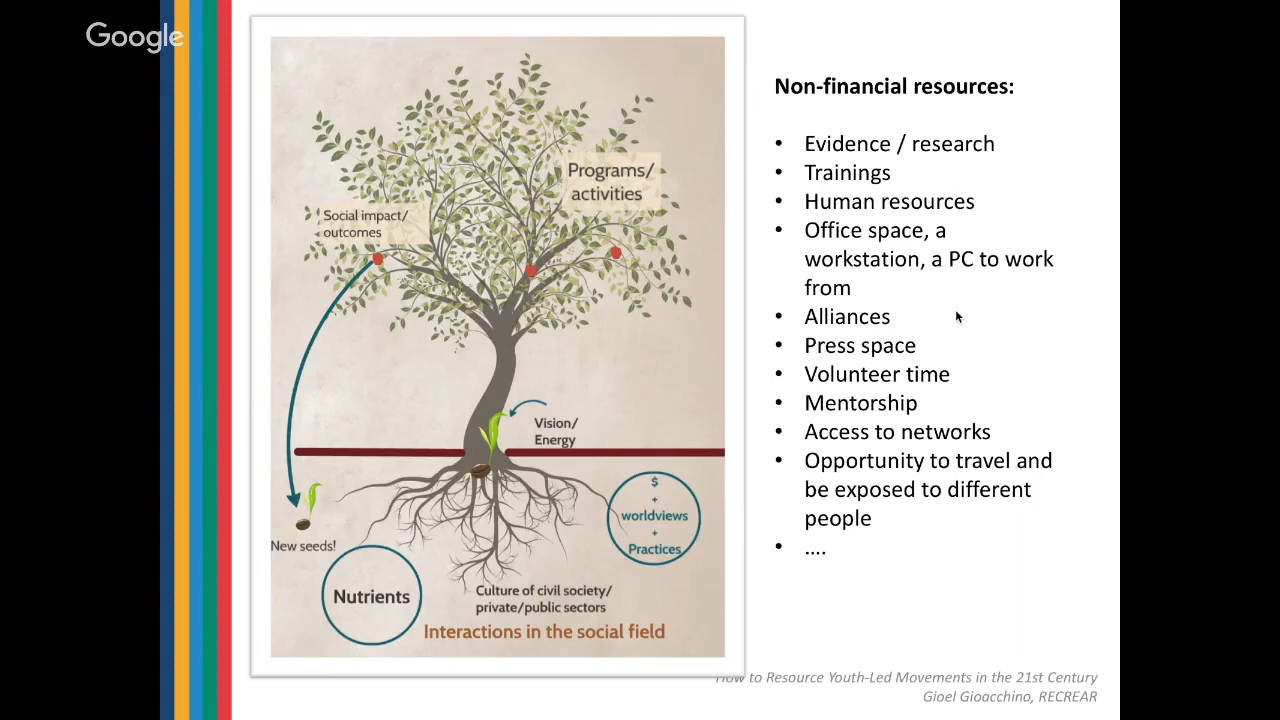 Google
Programs/
activities
Social impact/
outcomes
Vision/
Energy
$
+
worldviews
+
Practices
New seeds!
Nutrients
Culture of civil society/
private/public sectors
Interactions in the social field
Non-financial resources:
• Evidence / research
• Trainings
• Human resources
• Office space, a
workstation, a PC to work
from
• Alliances
• Press space
• Volunteer time
• Mentorship
• Access to networks
• Opportunity to travel and
be exposed to different
people
• ....
How to Resource Youth-Led Movements in the 21st Century
Gioel Gioacchino, RECREAR